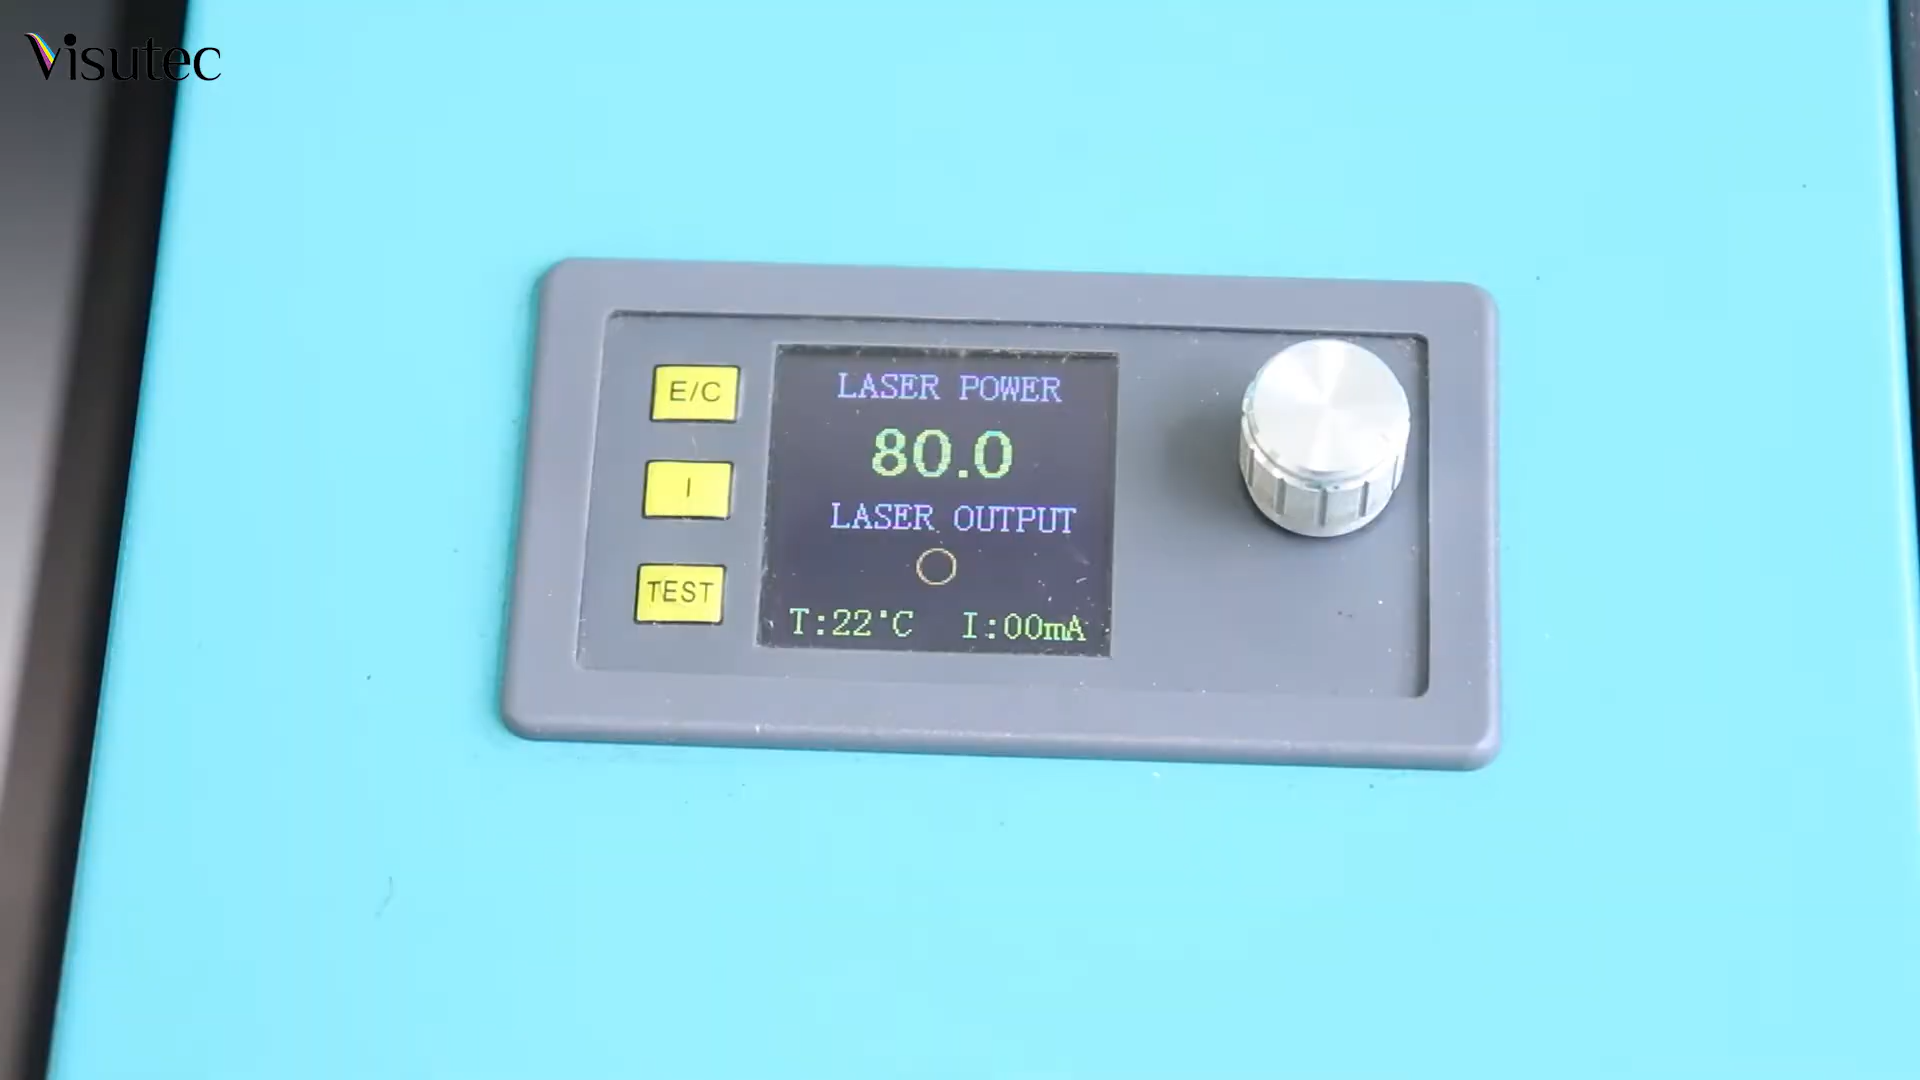 Visutec
E/C
I
TEST
LASER POWER
80.0
LASER OUTPUT
T:22°C I:00mA